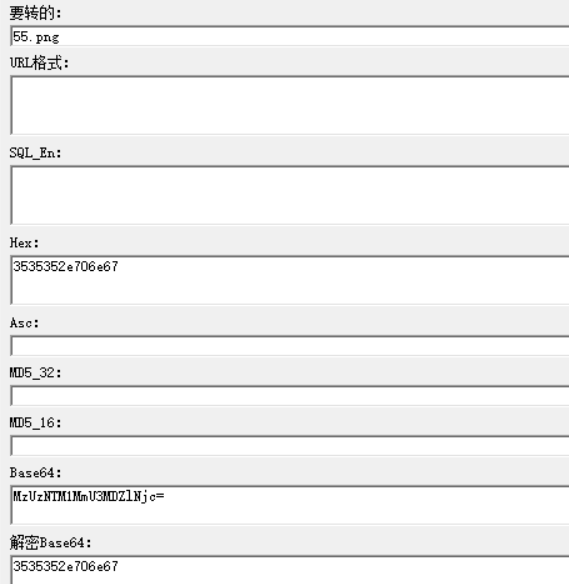 要转的:
55.png
URL格式:
SQL_En:
Hex:
3535352e706e67
Asc:
MD5_32:
MD5_16:
Base64:
MzUzNTM1MmU3MDZlNjc=
解密Base64:
3535352e706e67